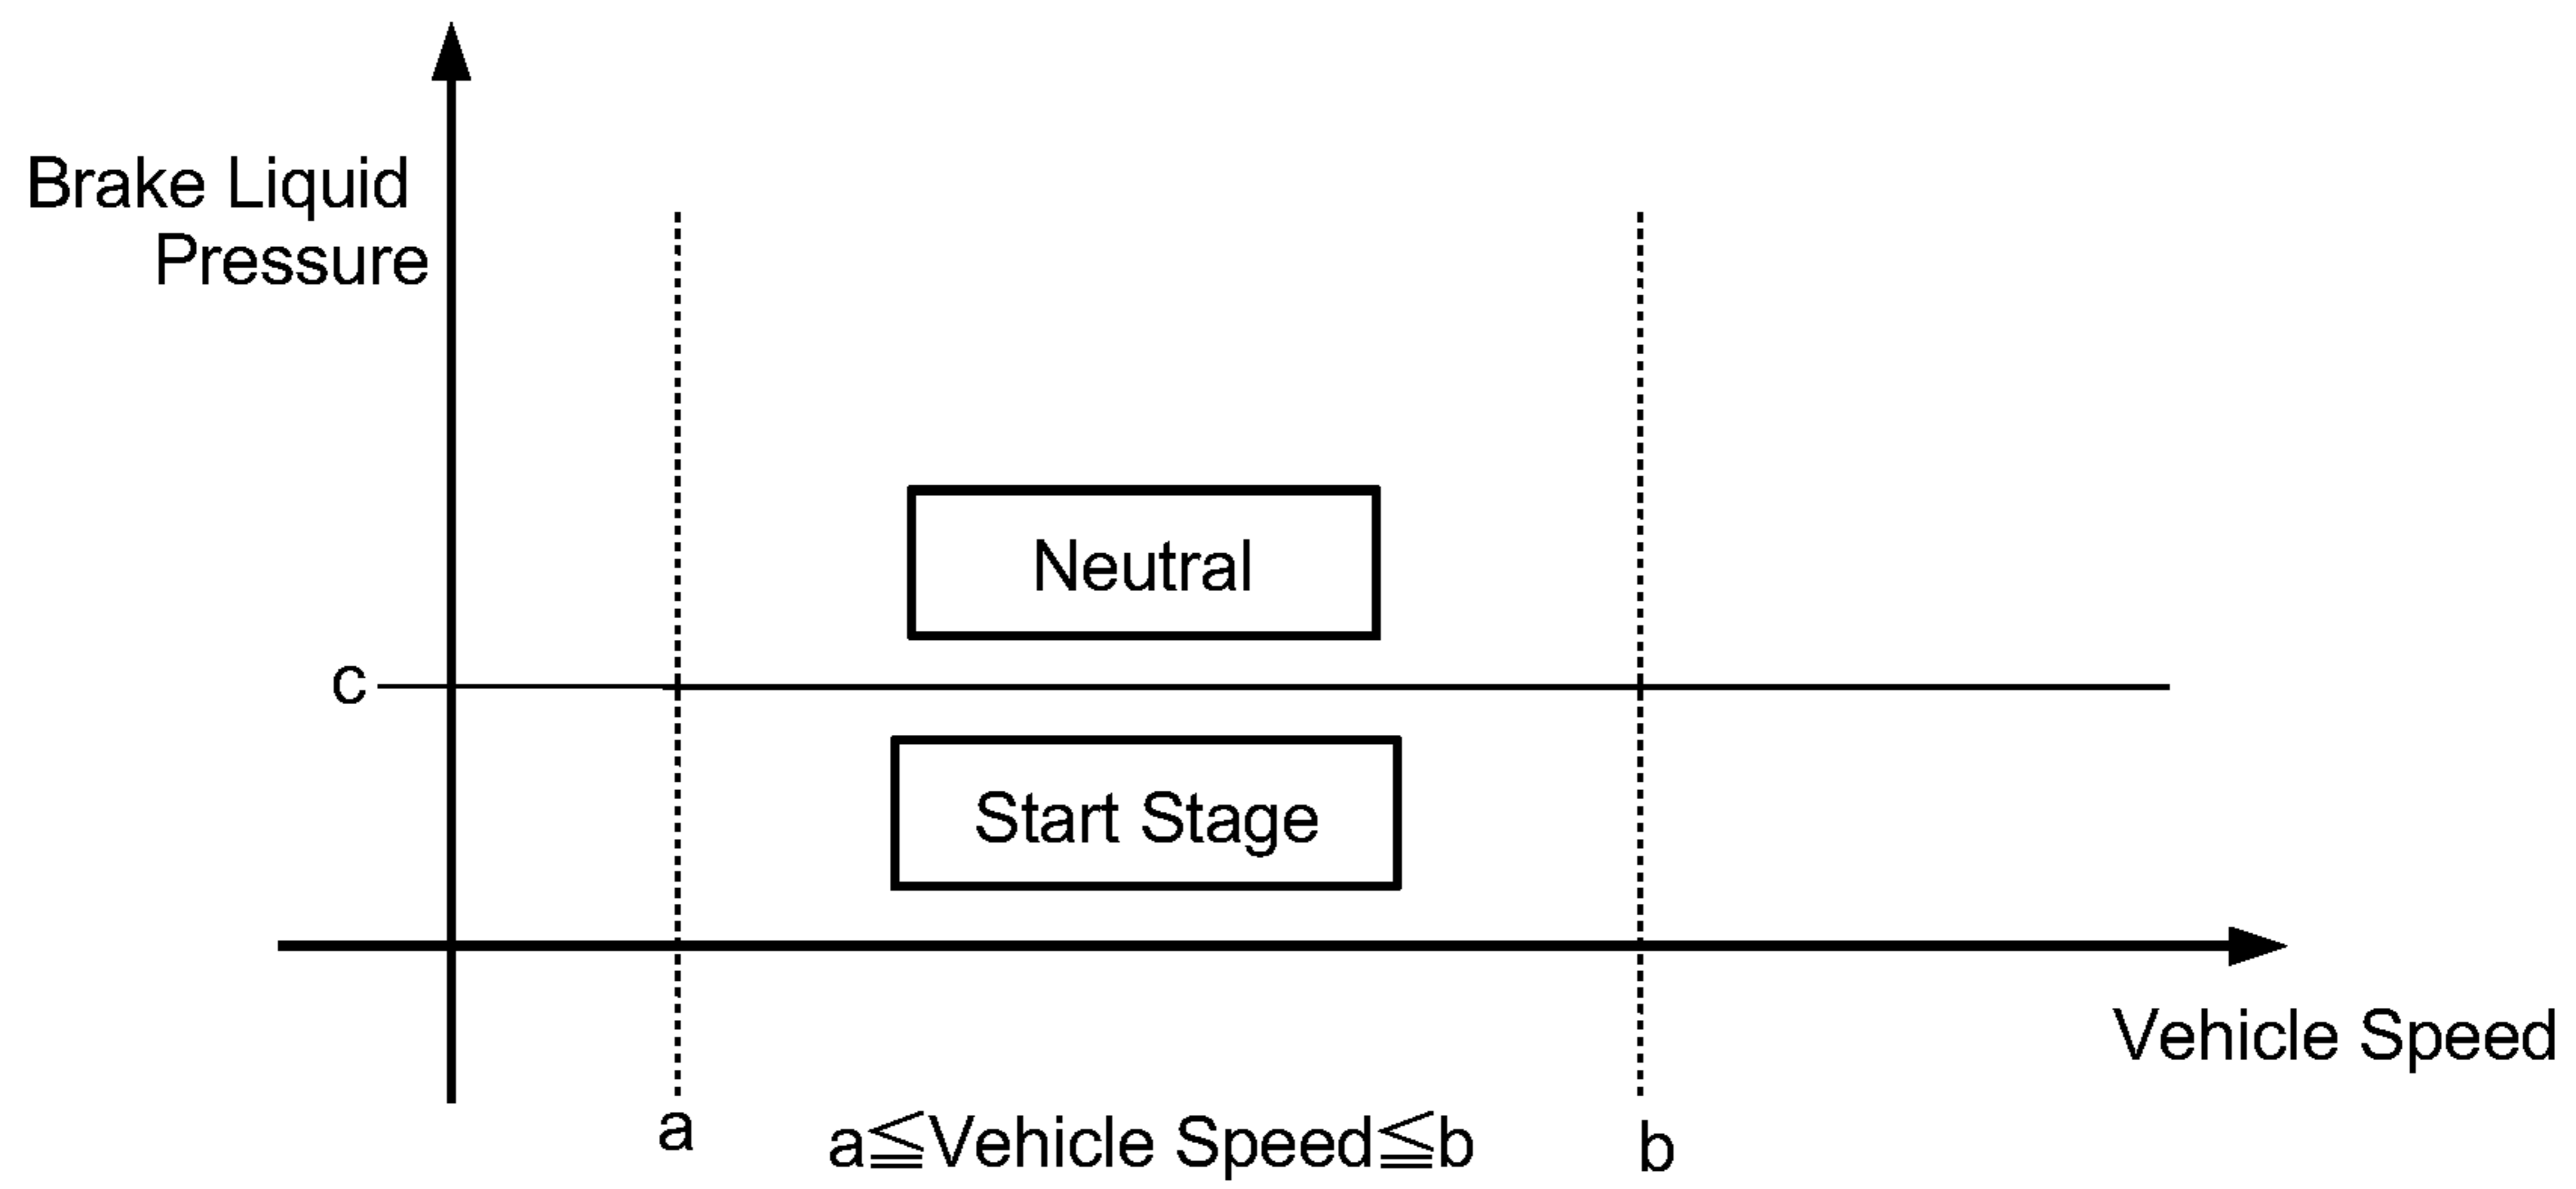 Brake Liquid
Pressure
Neutral
c
Start Stage
Vehicle Speed
a
a≦Vehicle Speed≦b
b